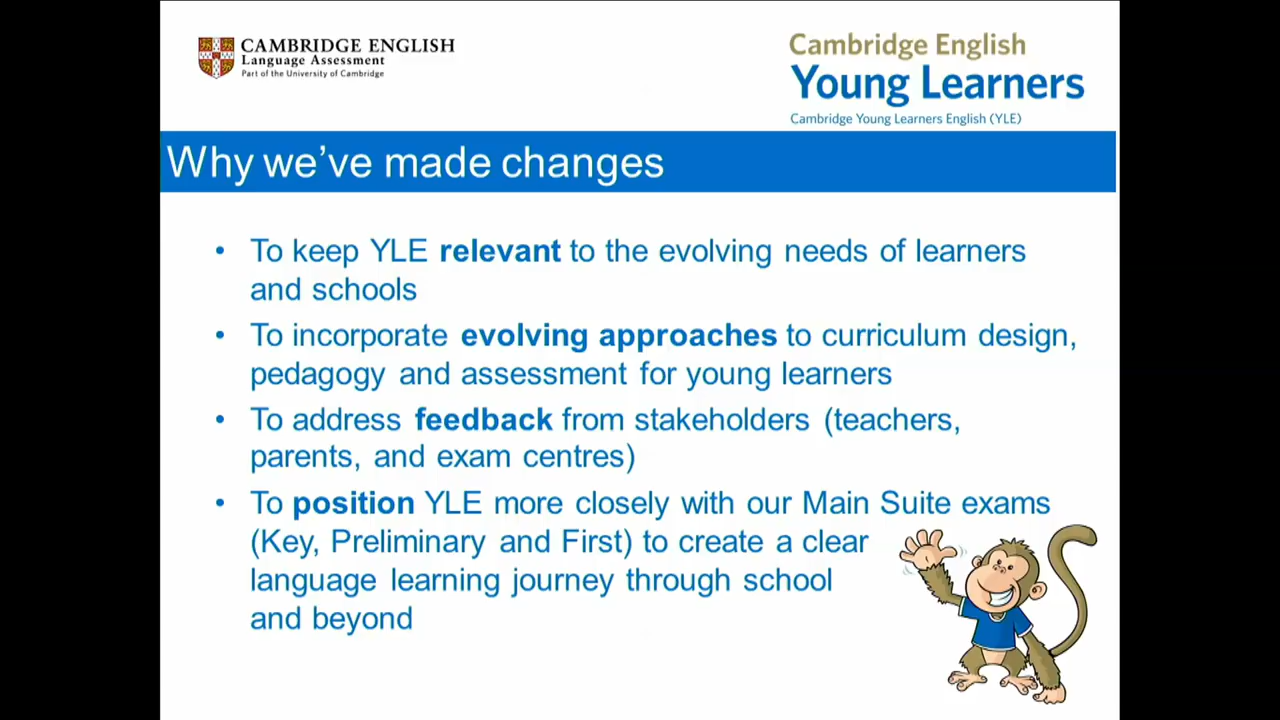 CAMBRIDGE ENGLISH
Language Assessment
Part of the University of Cambridge
Cambridge English
Young Learners
Cambridge Young Learners English (YLE)
Why we’ve made changes
• To keep YLE relevant to the evolving needs of learners
and schools
• To incorporate evolving approaches to curriculum design,
pedagogy and assessment for young learners
• To address feedback from stakeholders (teachers,
parents, and exam centres)
• To position YLE more closely with our Main Suite exams
(Key, Preliminary and First) to create a clear
language learning journey through school
and beyond